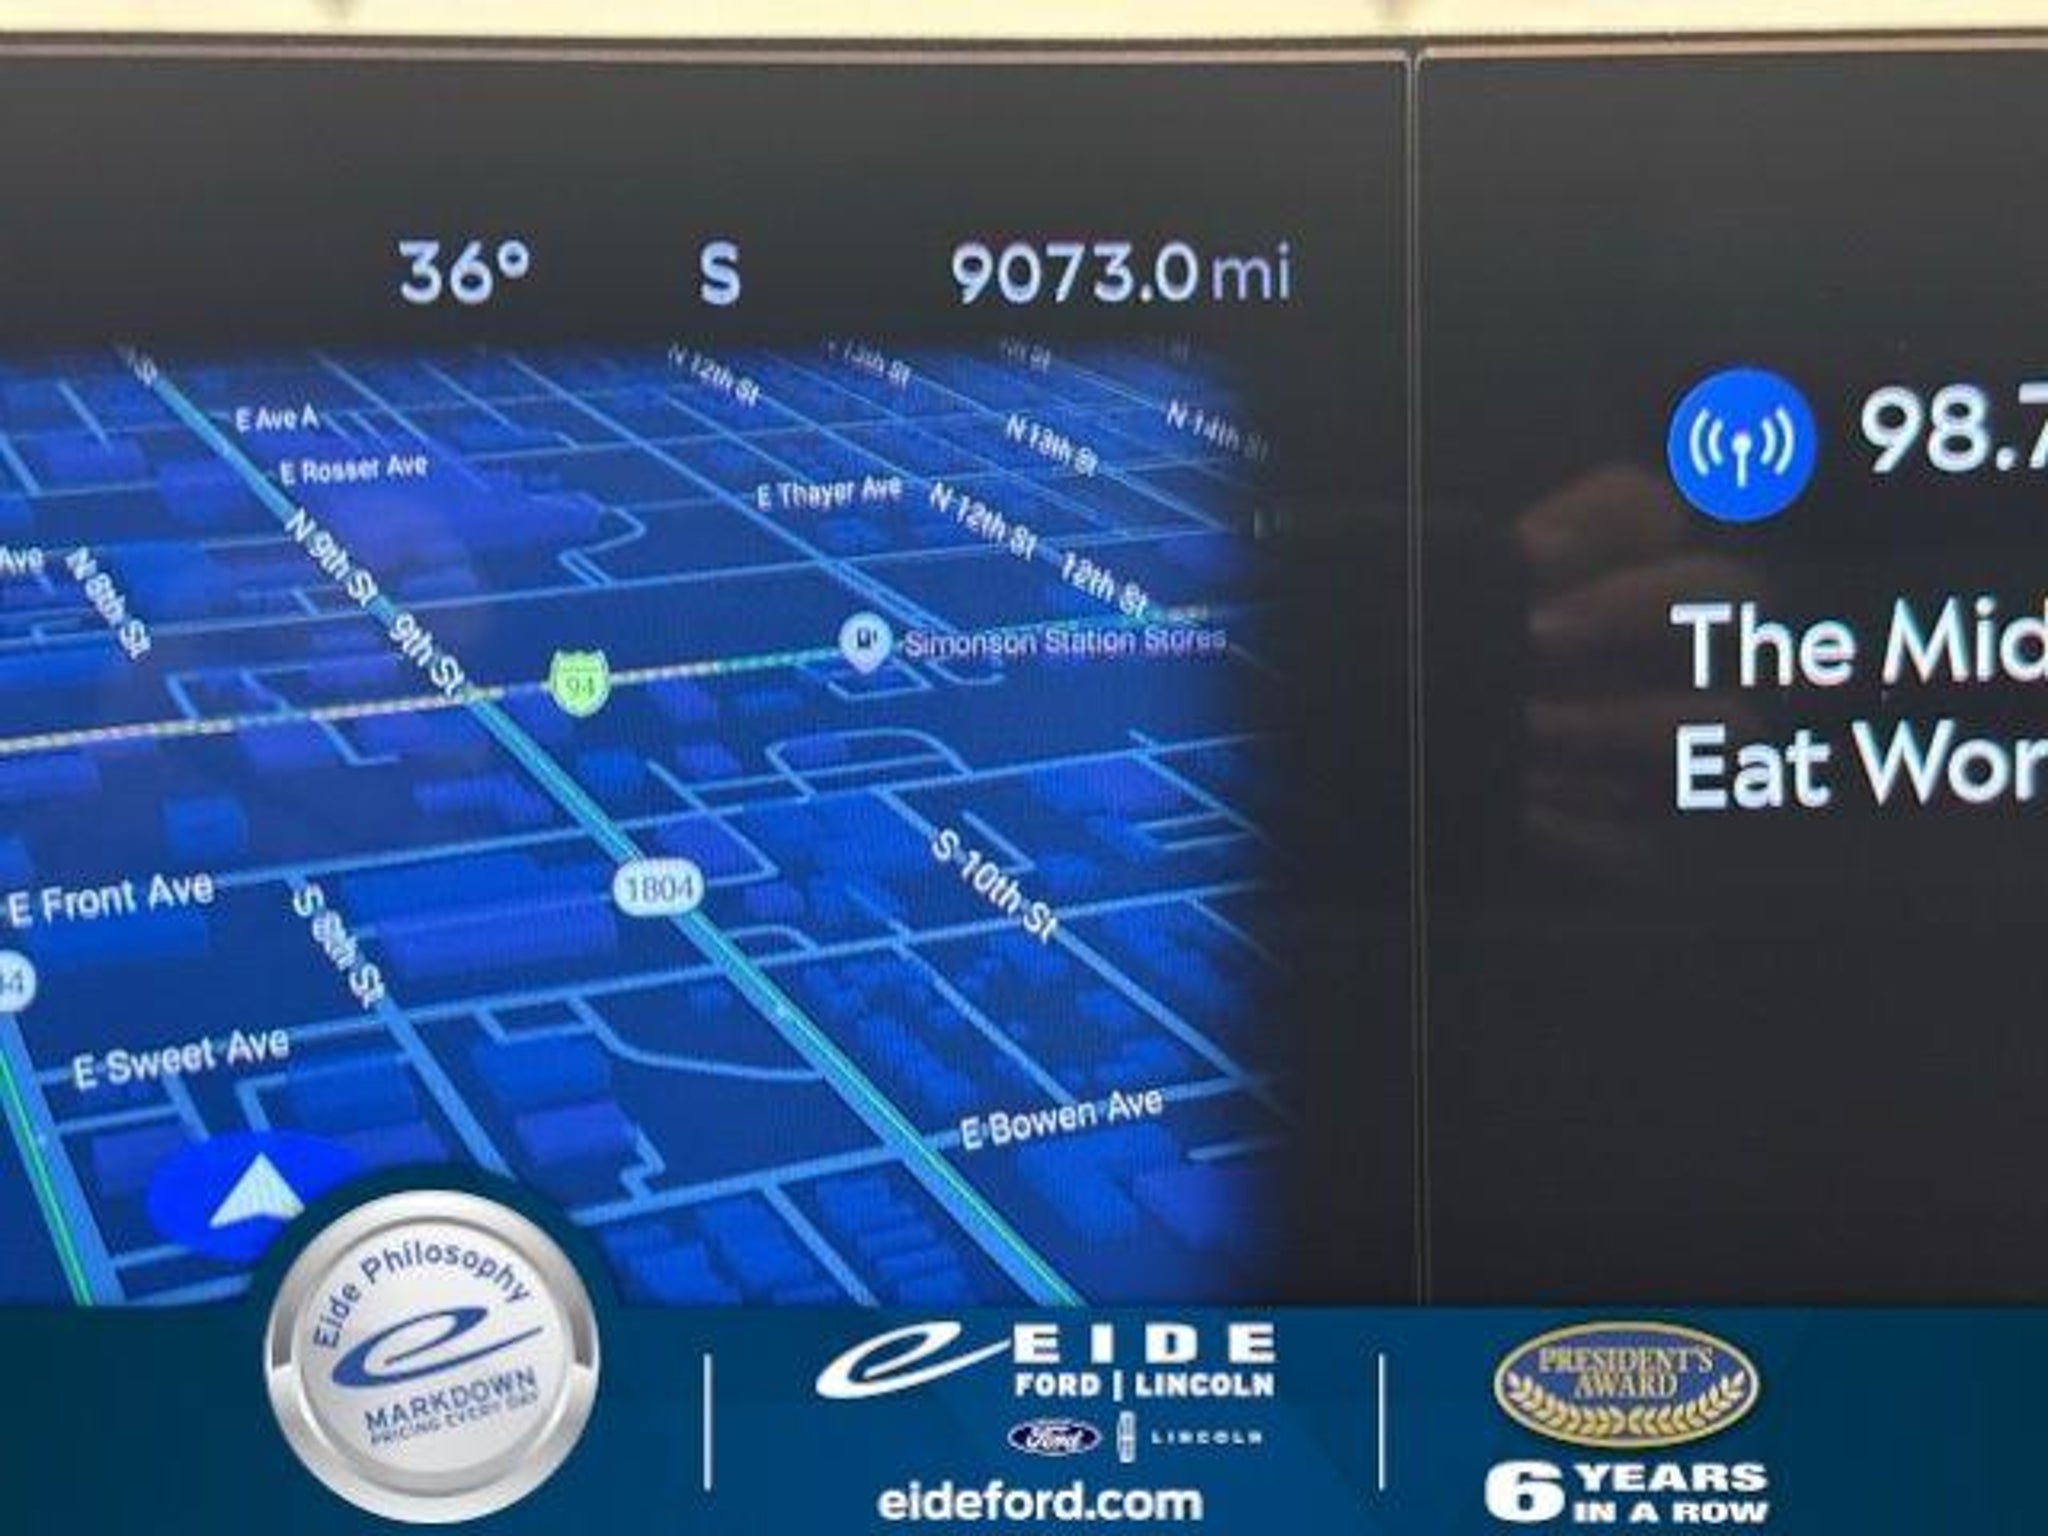 36° S 9073.0 mi
N 12th St
E Ave A
N 13th St
N 14th St
98.7
E Rosser Ave
E Thayer Ave
N 12th St
12th St
N 9th St
Ave
N 8th St
9th St
Simonson Station Stores
94
The Mid
Eat Wor
1804
E Front Ave
S 8th St
S 10th St
E Sweet Ave
E Bowen Ave
Eide Philosophy
MARKDOWN
PRICING EVERY DAY
EIDE
FORD | LINCOLN
Ford
LINCOLN
eideford.com
PRESIDENT'S
AWARD
6 YEARS
IN A ROW